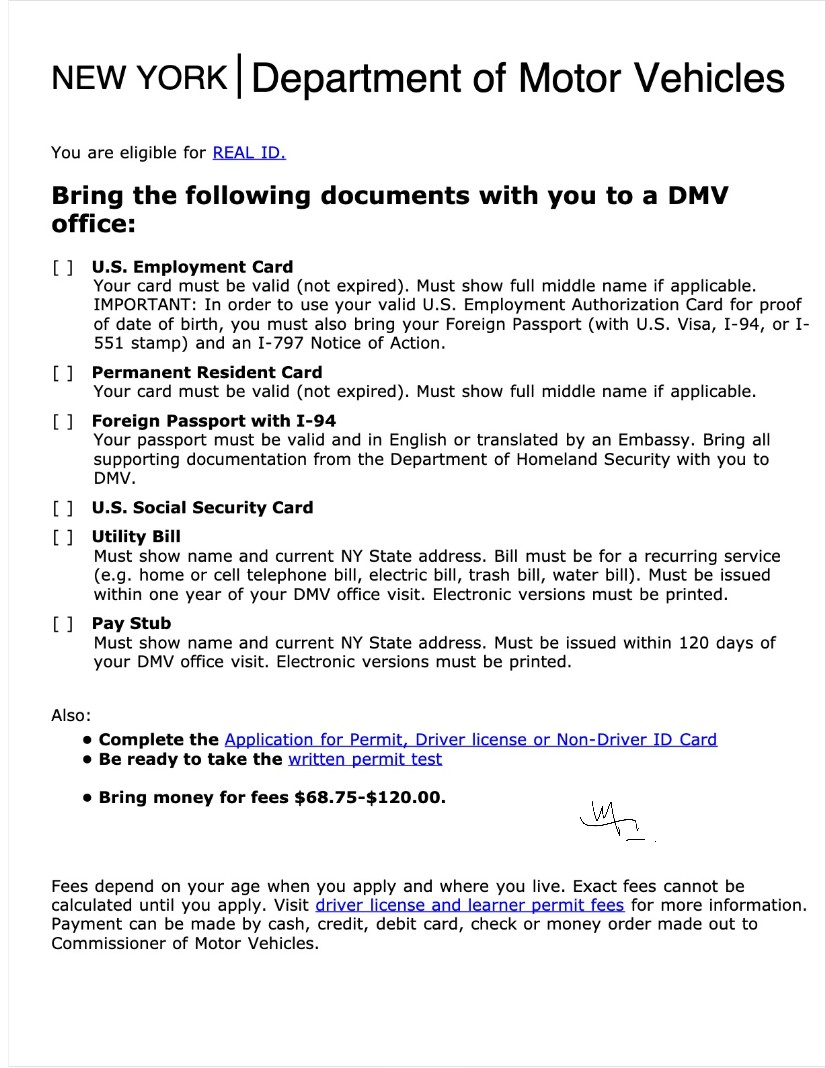 NEW YORK | Department of Motor Vehicles
You are eligible for REAL ID.
Bring the following documents with you to a DMV
office:
[ ] U.S. Employment Card
Your card must be valid (not expired). Must show full middle name if applicable.
IMPORTANT: In order to use your valid U.S. Employment Authorization Card for proof
of date of birth, you must also bring your Foreign Passport (with U.S. Visa, I-94, or I-
551 stamp) and an I-797 Notice of Action.
[ ] Permanent Resident Card
Your card must be valid (not expired). Must show full middle name if applicable.
[ ] Foreign Passport with I-94
Your passport must be valid and in English or translated by an Embassy. Bring all
supporting documentation from the Department of Homeland Security with you to
DMV.
[ ] U.S. Social Security Card
[ ] Utility Bill
Must show name and current NY State address. Bill must be for a recurring service
(e.g. home or cell telephone bill, electric bill, trash bill, water bill). Must be issued
within one year of your DMV office visit. Electronic versions must be printed.
[ ] Pay Stub
Must show name and current NY State address. Must be issued within 120 days of
your DMV office visit. Electronic versions must be printed.
Also:
• Complete the Application for Permit, Driver license or Non-Driver ID Card
• Be ready to take the written permit test
• Bring money for fees $68.75-$120.00.
Fees depend on your age when you apply and where you live. Exact fees cannot be
calculated until you apply. Visit driver license and learner permit fees for more information.
Payment can be made by cash, credit, debit card, check or money order made out to
Commissioner of Motor Vehicles.